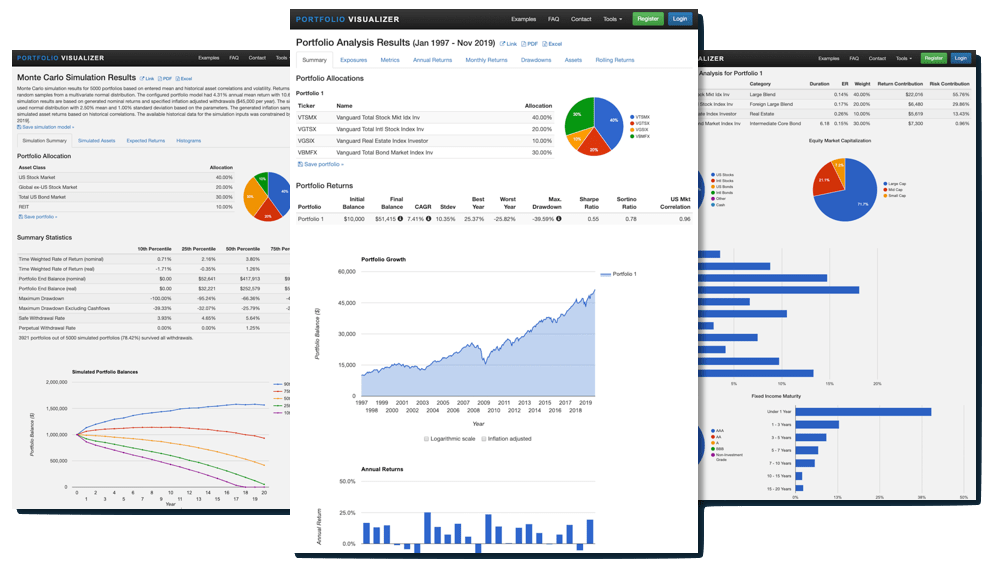 PORTFOLIO VISUALIZER
Examples FAQ Contact Tools Register Login
Portfolio Analysis Results (Jan 1997 - Nov 2019) Link PDF Excel
Summary Exposures Metrics Annual Returns Monthly Returns Drawdowns Assets Rolling Returns
Portfolio Allocations
Portfolio 1
Ticker Name Allocation
VTSMX Vanguard Total Stock Mkt Idx Inv 40.00%
VGTSX Vanguard Total Intl Stock Index Inv 20.00%
VGSIX Vanguard Real Estate Index Investor 10.00%
VBMFX Vanguard Total Bond Market Index Inv 30.00%
Save portfolio »
40%
20%
10%
30%
VTSMX
VGTSX
VGSIX
VBMFX
Portfolio Returns
Portfolio Initial Balance Final Balance CAGR Stdev Best Year Worst Year Max. Drawdown Sharpe Ratio Sortino Ratio US Mkt Correlation
Portfolio 1 $10,000 $51,415 7.41% 10.35% 25.37% -25.82% -39.59% 0.55 0.78 0.96
Portfolio Growth
Portfolio 1
Portfolio Balance ($)
60,000
45,000
30,000
15,000
0
1997 1999 2001 2003 2005 2007 2009 2011 2013 2015 2017 2019
1998 2000 2002 2004 2006 2008 2010 2012 2014 2016 2018
Year
Logarithmic scale Inflation adjusted
Annual Returns
Annual Return
50.0%
25.0%
0.0%
PORTFOLIO VISUALIZER
Examples FAQ Contact Tools
Monte Carlo Simulation Results Link PDF Excel
Monte Carlo simulation results for 5000 portfolios based on entered mean and historical asset correlations and volatility. Returns
random samples from a multivariate normal distribution. The configured portfolio model had 4.31% annual mean return with 10.
simulation results are based on generated nominal returns and specified inflation adjusted withdrawals ($45,000 per year). The
used normal distribution with 2.50% mean and 1.00% standard deviation based on the parameters. The generated inflation
simulated asset returns based on historical correlations. The available historical data for the simulation inputs was constrained
2019].
Save simulation model »
Simulation Summary Simulated Assets Expected Returns Histograms
Portfolio Allocation
Asset Class Allocation
US Stock Market 40.00%
Global ex-US Stock Market 20.00%
Total US Bond Market 30.00%
REIT 10.00%
Save portfolio »
40%
20%
30%
10%
Summary Statistics
10th Percentile 25th Percentile 50th Percentile 75th
Time Weighted Rate of Return (nominal) 0.71% 2.16% 3.80%
Time Weighted Rate of Return (real) -1.71% -0.35% 1.26%
Portfolio End Balance (nominal) $0.00 $52,641 $417,913
Portfolio End Balance (real) $0.00 $32,221 $252,579
Maximum Drawdown -100.00% -95.24% -66.36%
Maximum Drawdown Excluding Cashflows -39.33% -32.07% -25.79%
Safe Withdrawal Rate 3.93% 4.65% 5.64%
Perpetual Withdrawal Rate 0.00% 0.00% 1.25%
3921 portfolios out of 5000 simulated portfolios (78.42%) survived all withdrawals.
Simulated Portfolio Balances
Portfolio Balance ($)
2,000,000
1,500,000
1,000,000
500,000
0
0 2 4 6 8 10 12 14 16 18 20
1 3 5 7 9 11 13 15 17 19
Year
ALIZER
Examples FAQ Contact Tools Register Login
Analysis for Portfolio 1
Category Duration ER Weight Return Contribution Risk Contribution
ck Mkt Idx Inv Large Blend 0.14% 40.00% $22,016 55.76%
Stock Index Inv Foreign Large Blend 0.17% 20.00% $6,480 29.86%
Index Investor Real Estate 0.26% 10.00% $5,619 13.43%
d Market Index Inv Intermediate Core Bond 6.18 0.15% 30.00% $7,300 0.96%
US Stocks
Intl Stocks
US Bonds
Intl Bonds
Other
Cash
Equity Market Capitalization
71.7%
21.1%
Large Cap
Mid Cap
Small Cap
5% 10% 15% 20%
Fixed Income Maturity
AAA
AA
A
BBB
Non-Investment
Grade
Under 1 Year
1 - 3 Years
3 - 5 Years
5 - 7 Years
7 - 10 Years
10 - 15 Years
15 - 20 Years
0% 13% 25% 38% 50%